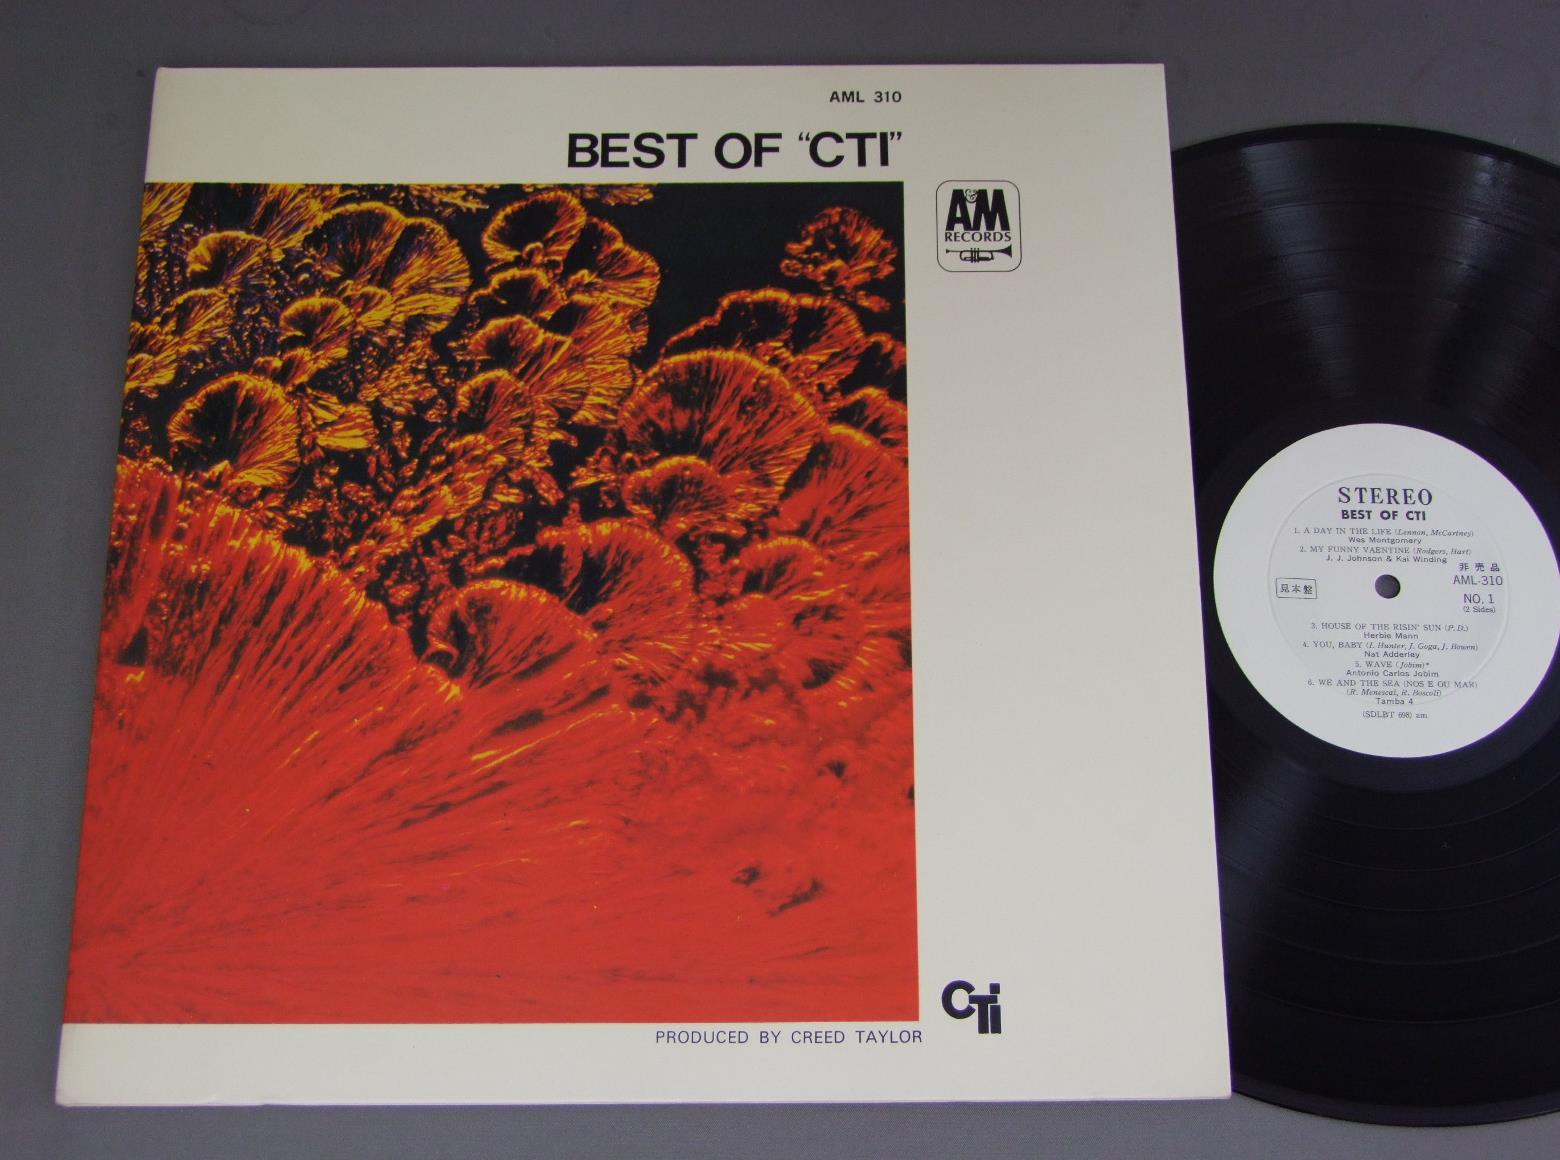 AML 310
BEST OF “CTI”
A&M
RECORDS
CTi
PRODUCED BY CREED TAYLOR
STEREO
BEST OF CTI
1. A DAY IN THE LIFE (Lennon, McCartney)
Wes Montgomery
2. MY FUNNY VAENTINE (Rodgers, Hart)
J. J. Johnson & Kai Winding
非売品
見本盤
AML-310
NO. 1
(2 Sides)
3. HOUSE OF THE RISIN' SUN (P. D.)
Herbie Mann
4. YOU, BABY (I. Hunter, J. Goga, J. Bowen)
Nat Adderley
5. WAVE (Jobim)*
Antonio Carlos Jobim
6. WE AND THE SEA (NOS E OU MAR)
(R. Menescal, R. Boscoli)
Tamba 4
(SDLBT 698) am